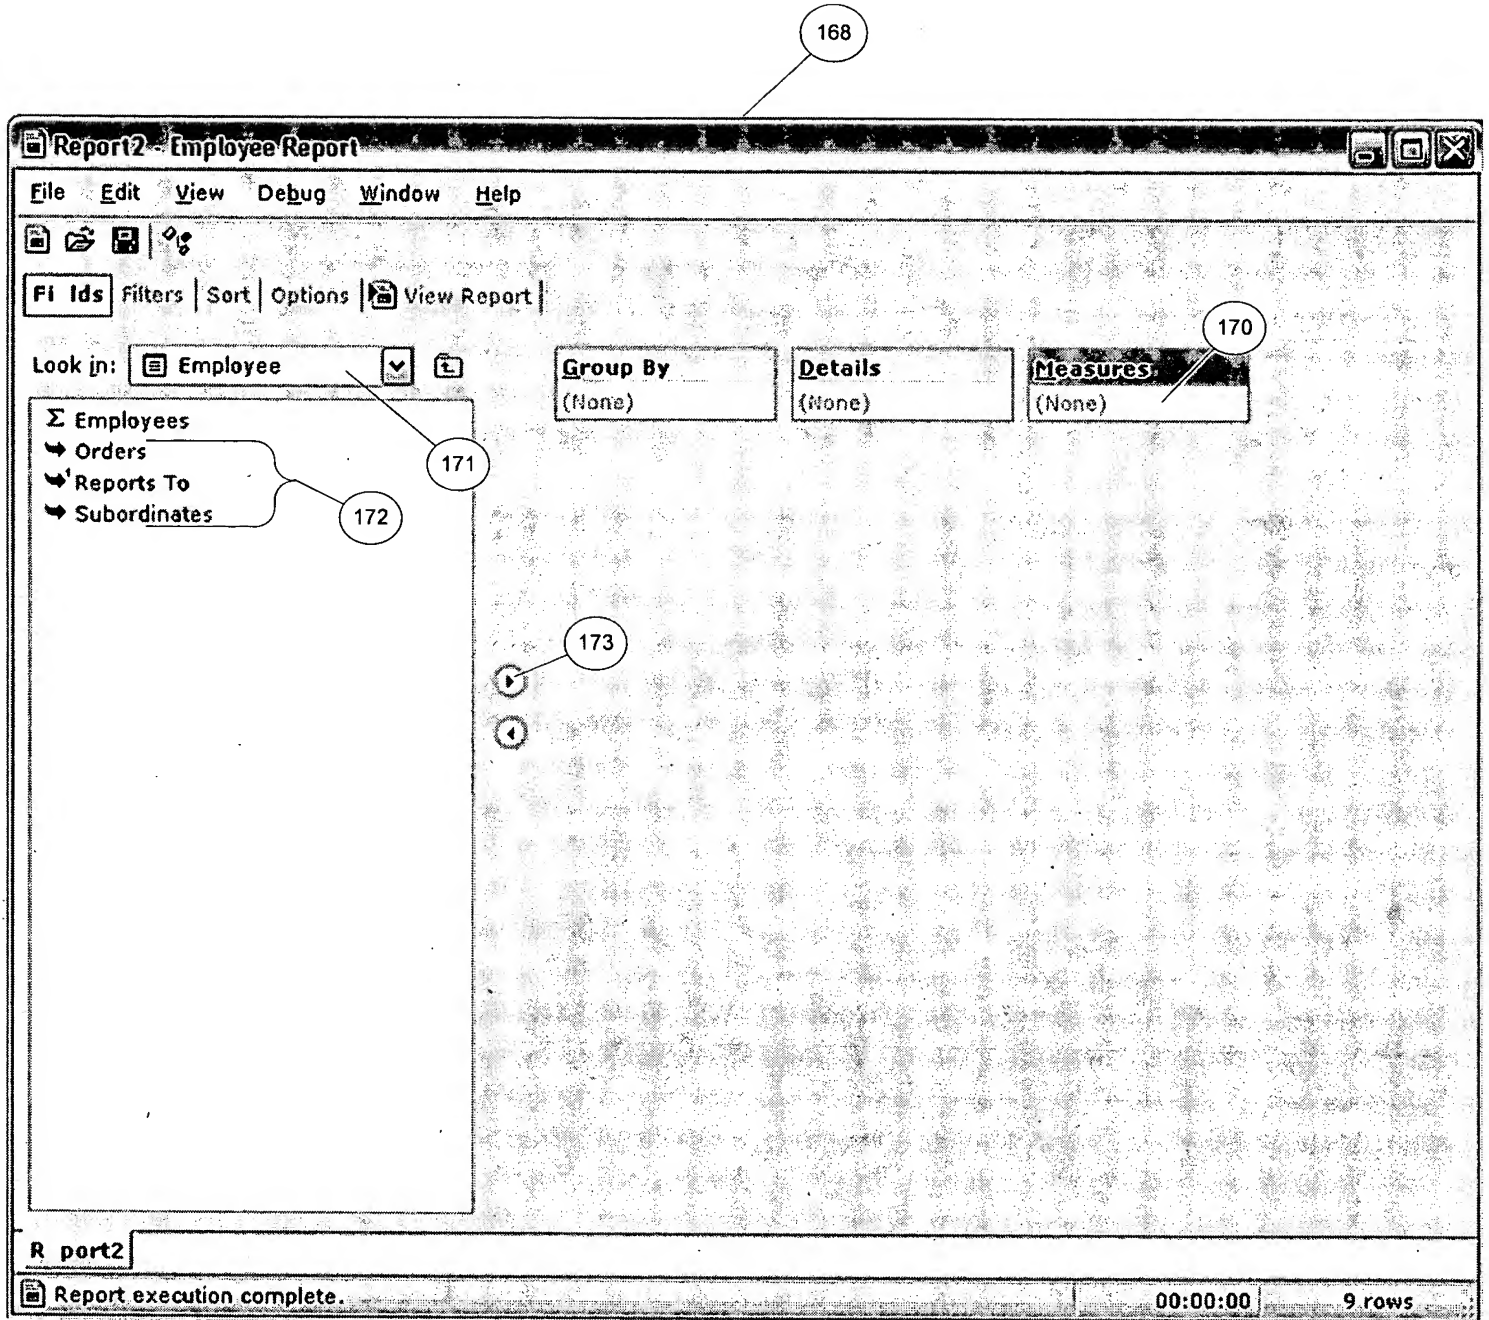 168
Report2 - Employee Report
File Edit View Debug Window Help
Fi lds Filters Sort Options View Report
170
Look in: Employee
Group By Details Measures
(None) (None) (None)
Σ Employees
Orders
171
Reports To
Subordinates
172
173
R port2
Report execution complete. 00:00:00 9 rows